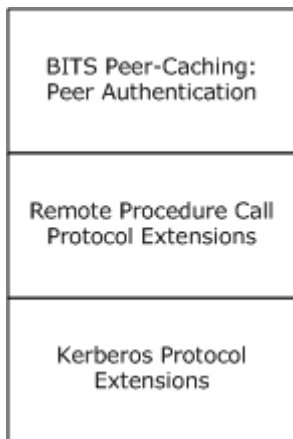 BITS Peer-Caching:
Peer Authentication
Remote Procedure Call
Protocol Extensions
Kerberos Protocol
Extensions